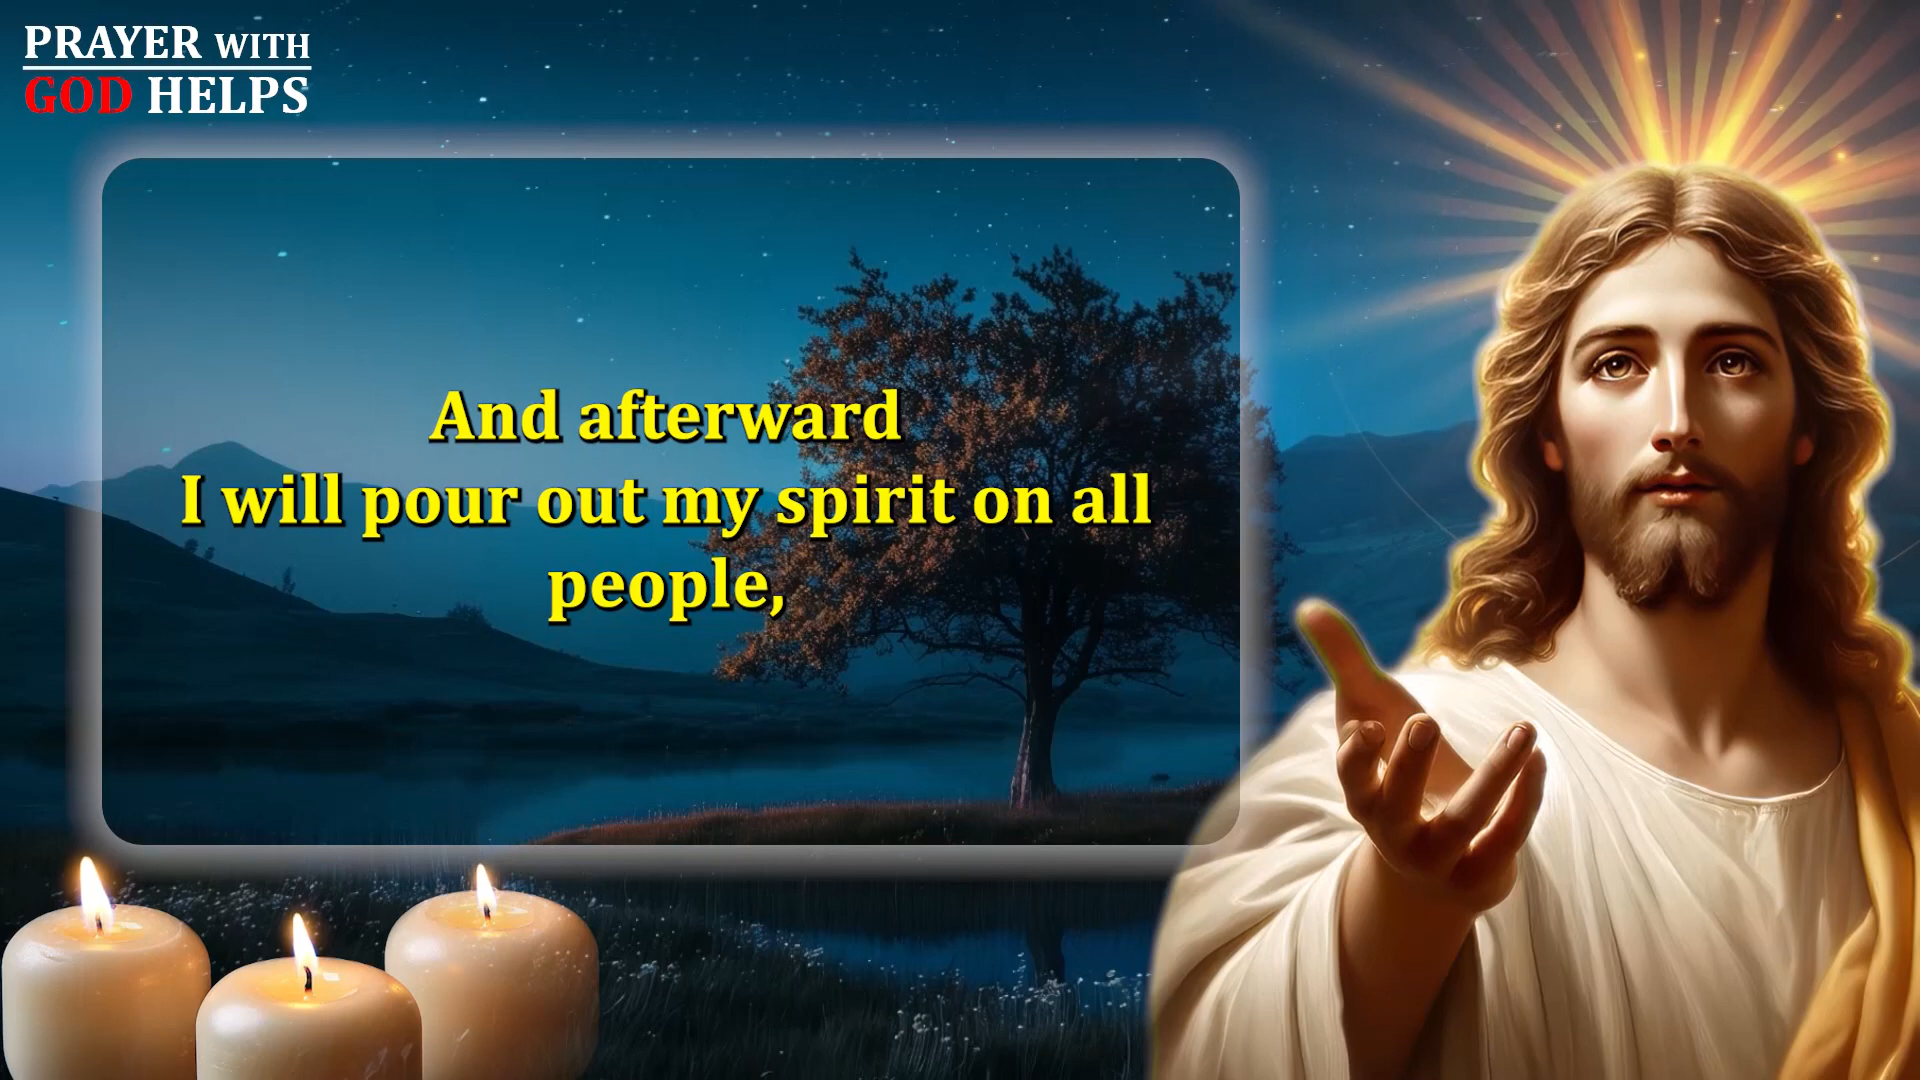 PRAYER WITH
GOD HELPS
And afterward
I will pour out my spirit on all
people,